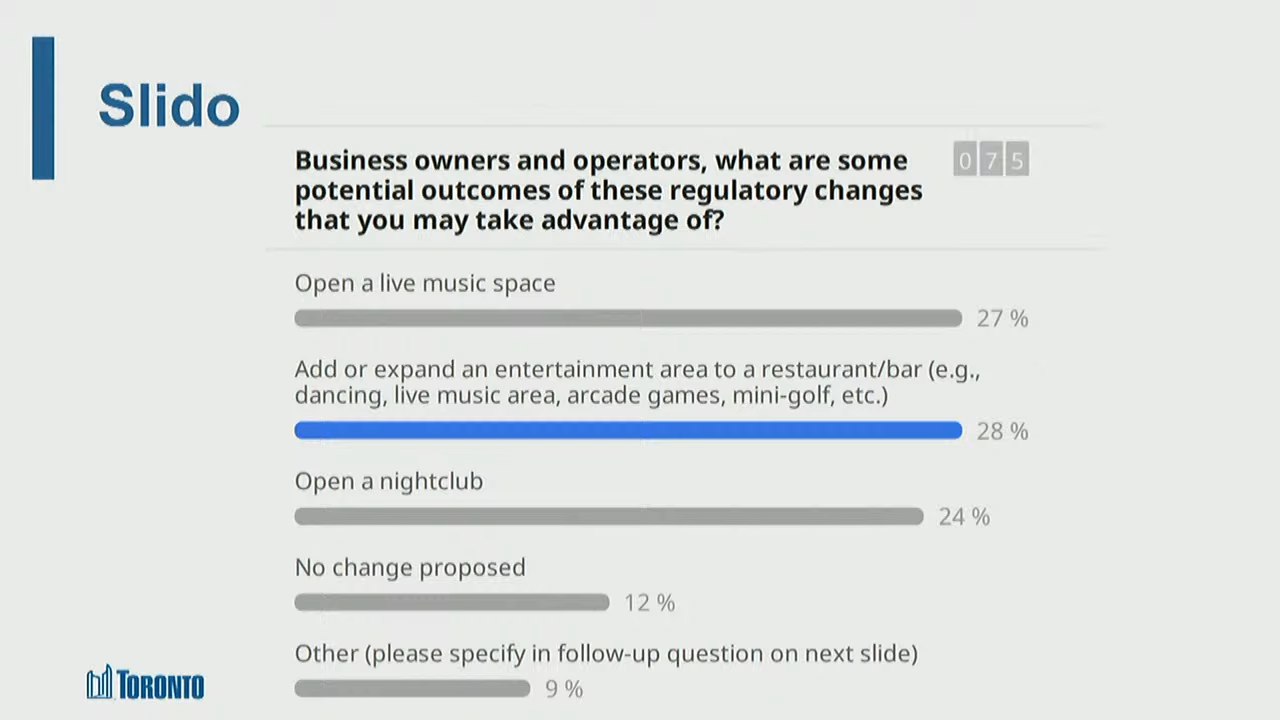 Slido
Business owners and operators, what are some
potential outcomes of these regulatory changes
that you may take advantage of?
075
Open a live music space
27 %
Add or expand an entertainment area to a restaurant/bar (e.g.,
dancing, live music area, arcade games, mini-golf, etc.)
28 %
Open a nightclub
24 %
No change proposed
12 %
Other (please specify in follow-up question on next slide)
9 %
TORONTO